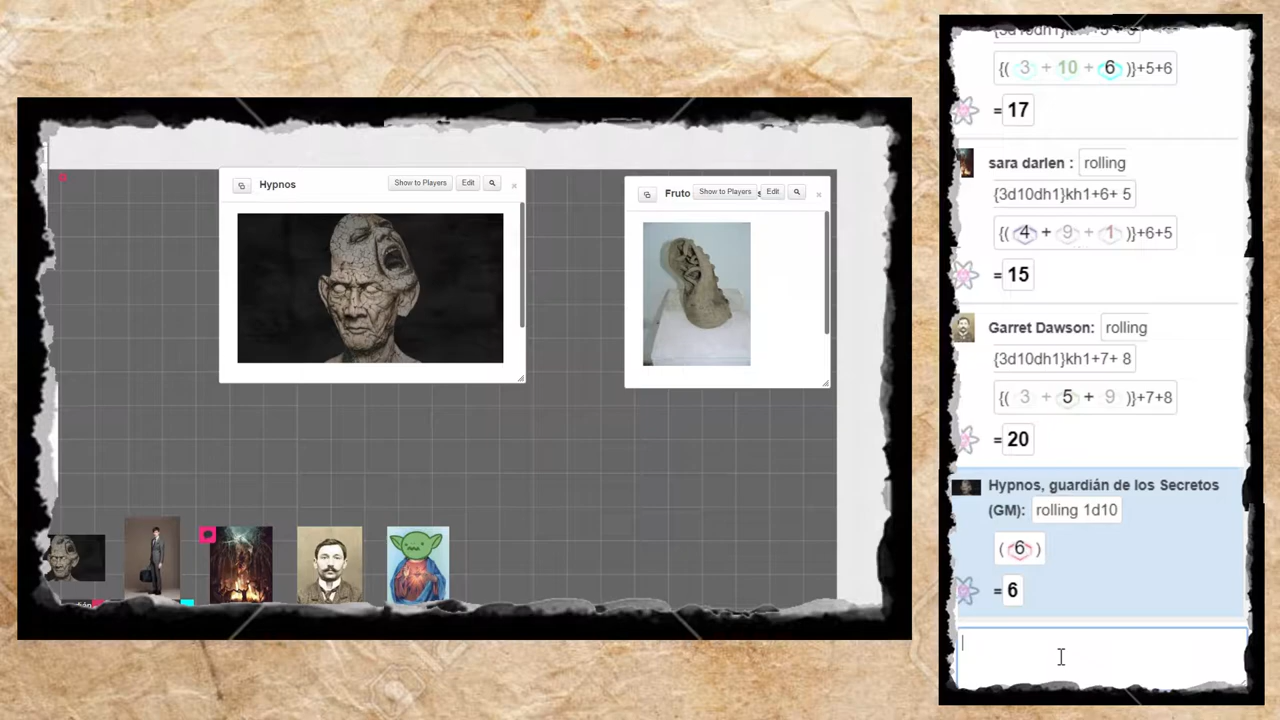 Hypnos
Show to Players
Edit
Fruto
Show to Players
Edit
{( 3 + 10 + 6 )}+5+6
= 17
sara darlen : rolling
{3d10dh1}kh1+6+ 5
{( 4 + 9 + 1 )}+6+5
= 15
Garret Dawson: rolling
{3d10dh1}kh1+7+ 8
{( 3 + 5 + 9 )}+7+8
= 20
Hypnos, guardián de los Secretos
(GM): rolling 1d10
( 6 )
= 6